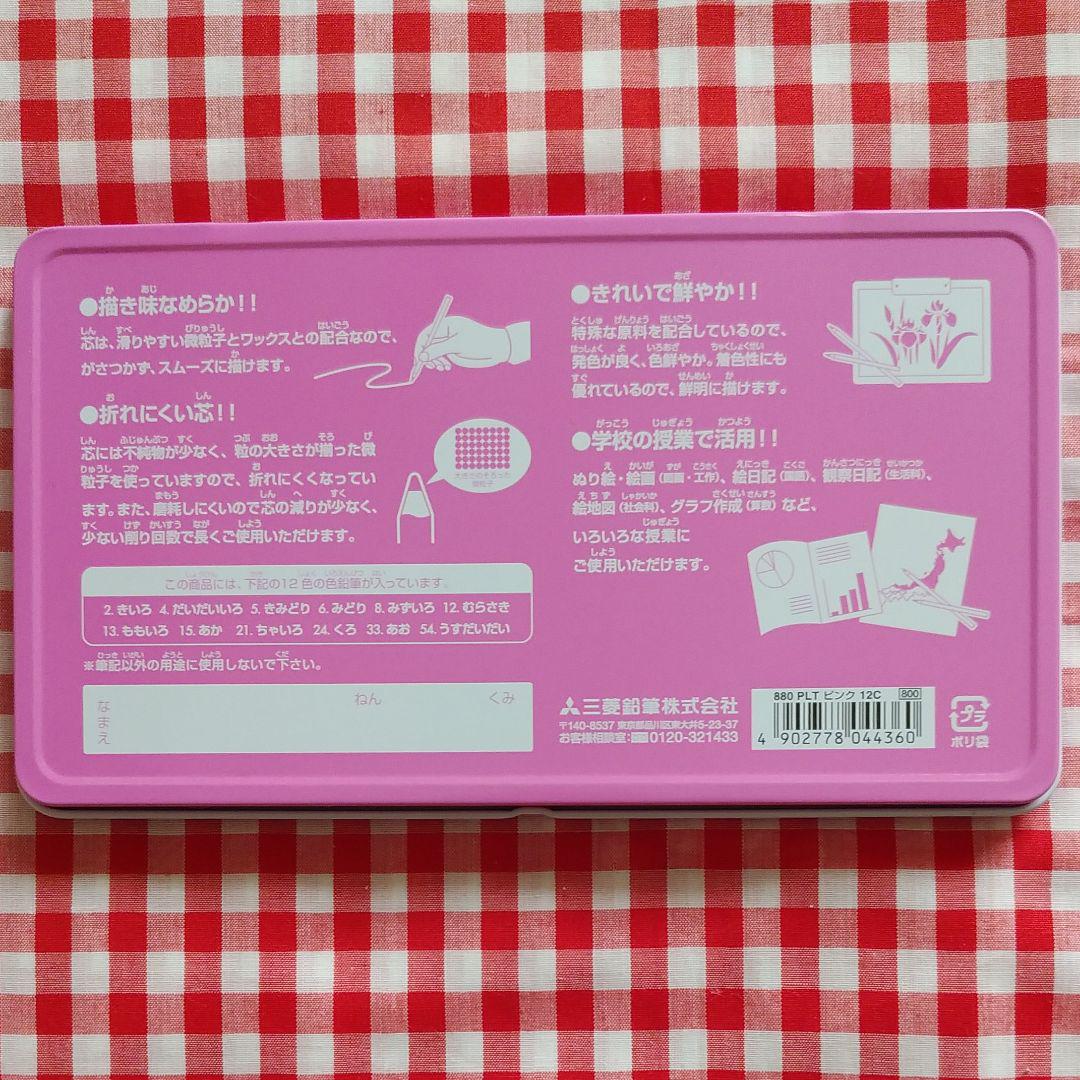 ●描き味なめらか!!
芯は、滑りやすい微粒子とワックスとの配合なので、
がさつかず、スムーズに描けます。
●折れにくい芯!!
芯には不純物が少なく、粒の大きさが揃った微
粒子を使っていますので、折れにくくなってい
ます。また、磨耗しにくいので芯の減りが少なく、
少ない削り回数で長くご使用いただけます。
大きさのそろった
微粒子
この商品には、下記の12色の色鉛筆が入っています。
2. きいろ 4. だいだいいろ 5. きみどり 6. みどり 8. みずいろ 12. むらさき
13. ももいろ 15. あか 21. ちゃいろ 24. くろ 33. あお 54. うすだいだい
※筆記以外の用途に使用しないで下さい。
なまえ
ねん くみ
●きれいで鮮やか!!
特殊な原料を配合しているので、
発色が良く、色鮮やか。着色性にも
優れているので、鮮明に描けます。
●学校の授業で活用!!
ぬり絵・絵画(図画・工作)、絵日記(国語)、観察日記(生活科)、
絵地図(社会科)、グラフ作成(算数)など、
いろいろな授業に
ご使用いただけます。
三菱鉛筆株式会社
〒140-8537 東京都品川区東大井5-23-37
お客様相談室: 0120-321433
880 PLT ピンク 12C 800
4 902778 044360
プラ
ポリ袋